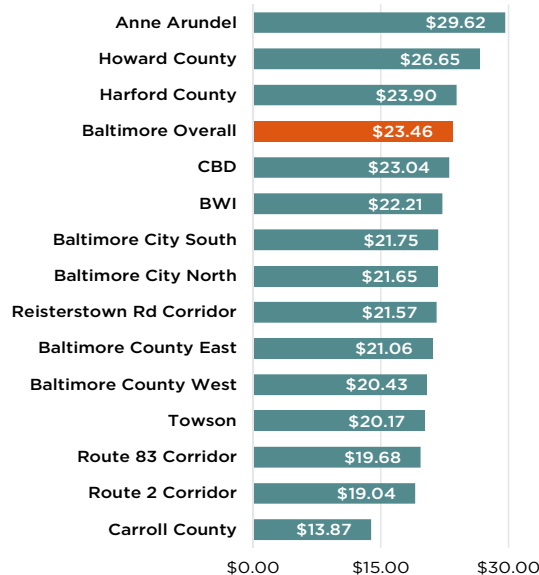 Anne Arundel $29.62
Howard County $26.65
Harford County $23.90
Baltimore Overall $23.46
CBD $23.04
BWI $22.21
Baltimore City South $21.75
Baltimore City North $21.65
Reisterstown Rd Corridor $21.57
Baltimore County East $21.06
Baltimore County West $20.43
Towson $20.17
Route 83 Corridor $19.68
Route 2 Corridor $19.04
Carroll County $13.87
$0.00 $15.00 $30.00